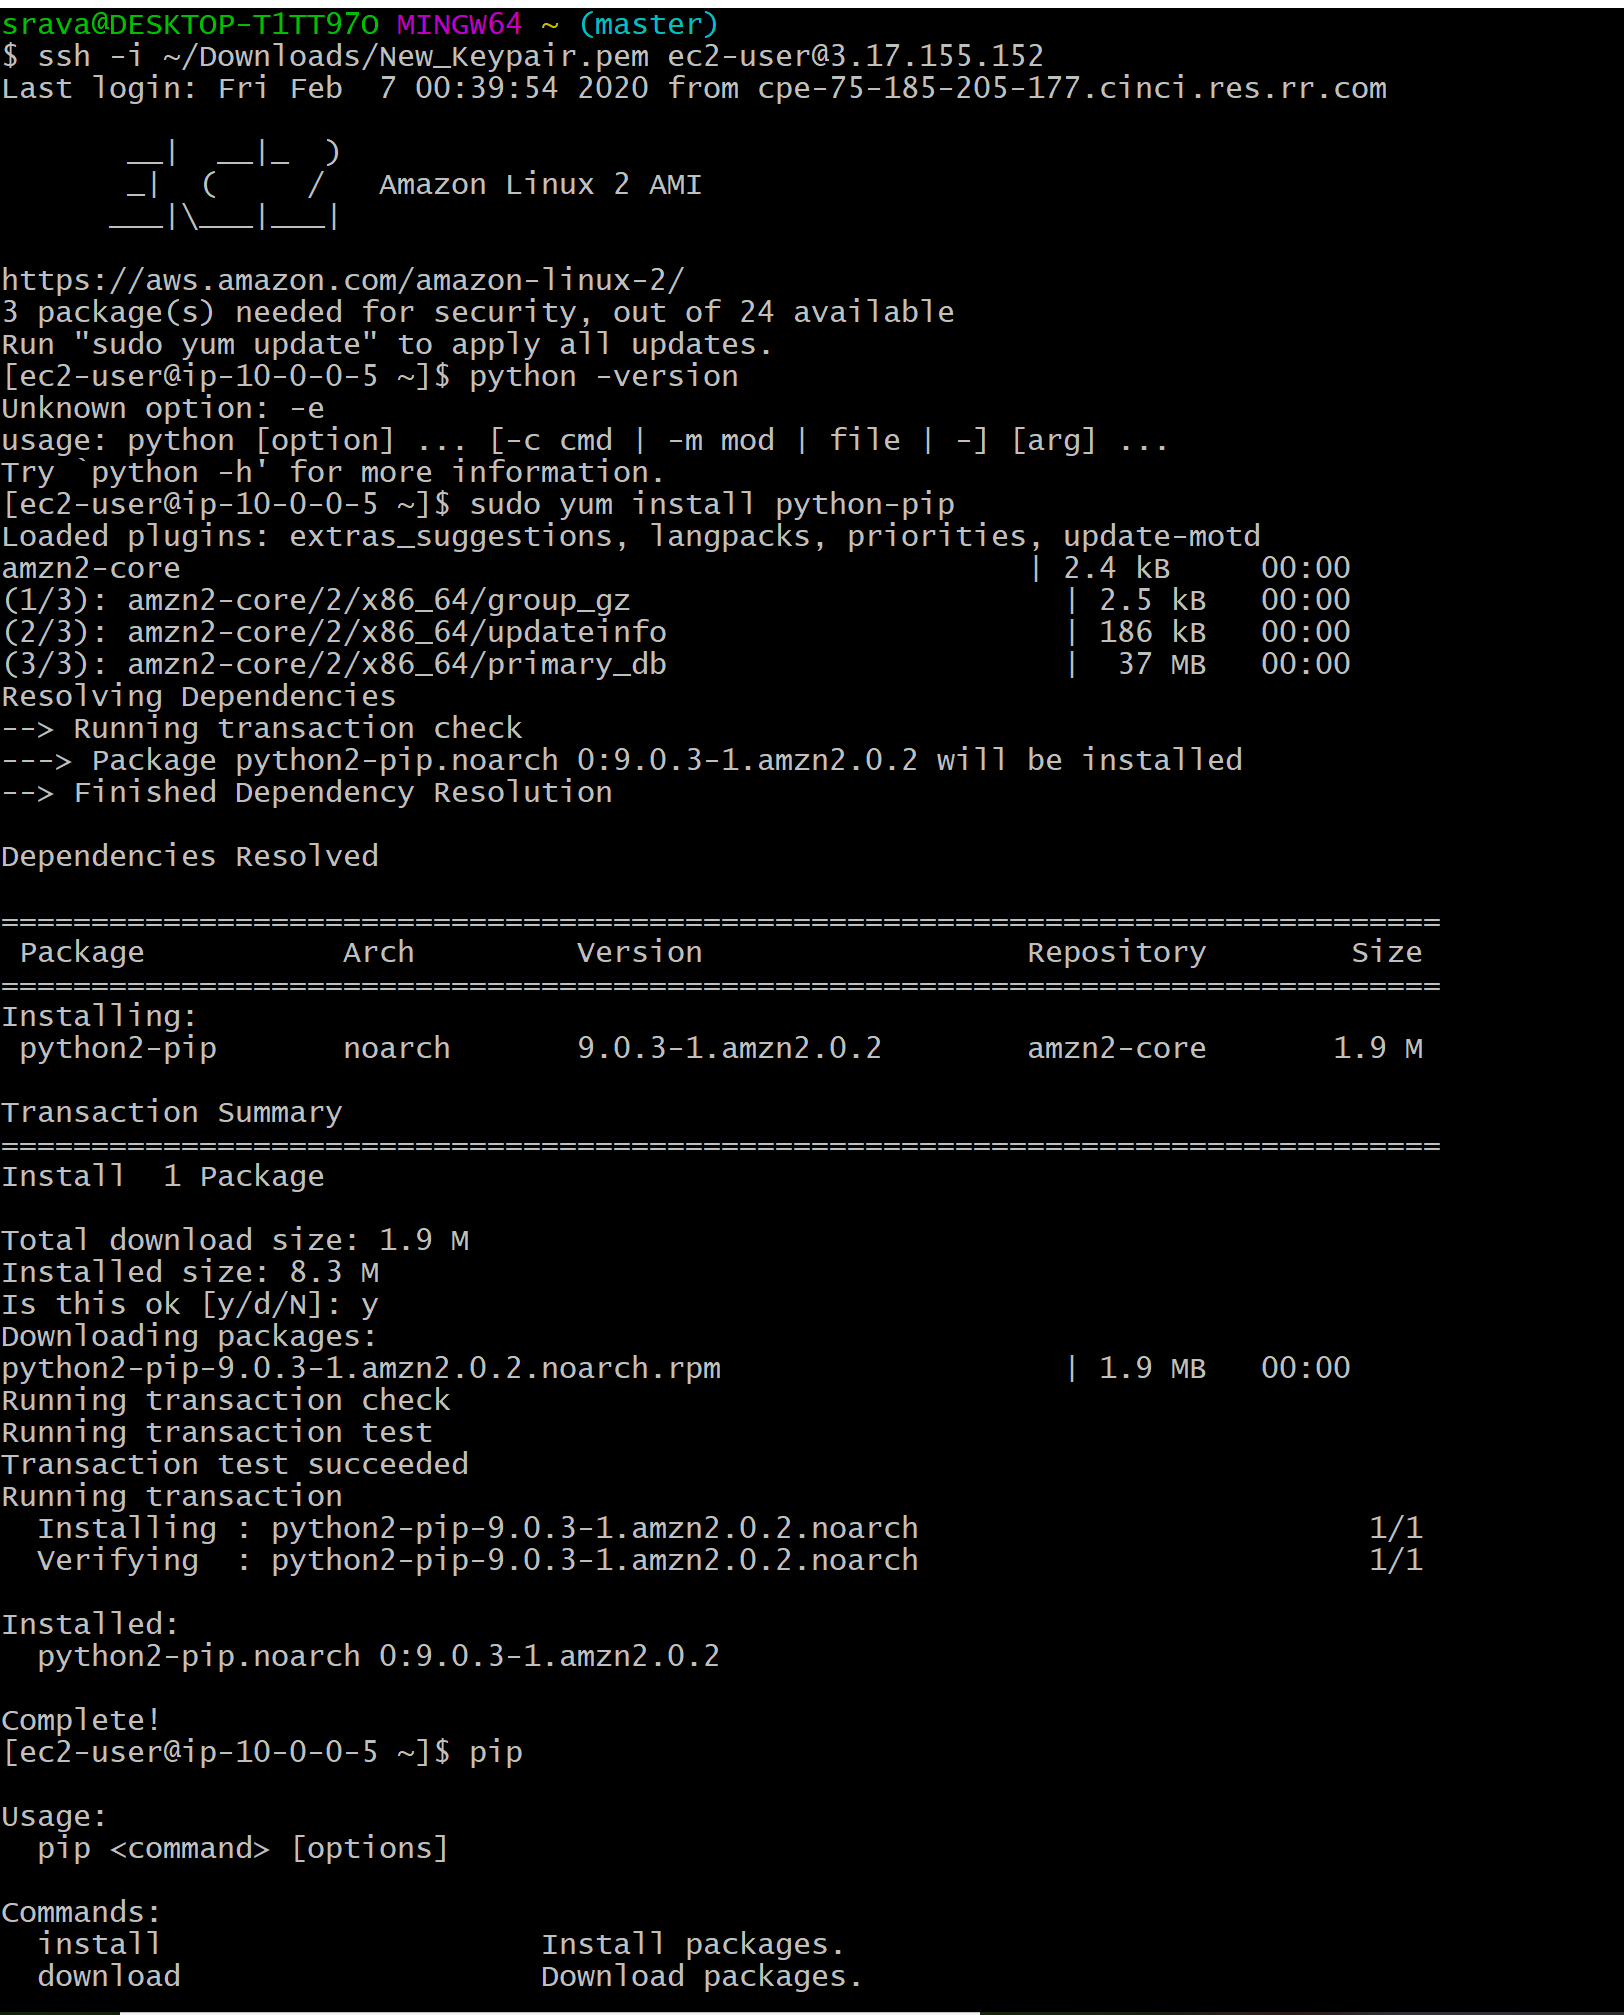 srava@DESKTOP-T1TT97O MINGW64 ~ (master)
$ ssh -i ~/Downloads/New_Keypair.pem ec2-user@3.17.155.152
Last login: Fri Feb  7 00:39:54 2020 from cpe-75-185-205-177.cinci.res.rr.com

       __|  __|_  )
       _|  (     /   Amazon Linux 2 AMI
      ___|\___|___|

https://aws.amazon.com/amazon-linux-2/
3 package(s) needed for security, out of 24 available
Run "sudo yum update" to apply all updates.
[ec2-user@ip-10-0-0-5 ~]$ python -version
Unknown option: -e
usage: python [option] ... [-c cmd | -m mod | file | -] [arg] ...
Try `python -h' for more information.
[ec2-user@ip-10-0-0-5 ~]$ sudo yum install python-pip
Loaded plugins: extras_suggestions, langpacks, priorities, update-motd
amzn2-core                                               | 2.4 kB     00:00
(1/3): amzn2-core/2/x86_64/group_gz                        | 2.5 kB   00:00
(2/3): amzn2-core/2/x86_64/updateinfo                      | 186 kB   00:00
(3/3): amzn2-core/2/x86_64/primary_db                      |  37 MB   00:00
Resolving Dependencies
--> Running transaction check
---> Package python2-pip.noarch 0:9.0.3-1.amzn2.0.2 will be installed
--> Finished Dependency Resolution

Dependencies Resolved

================================================================================
 Package           Arch         Version                  Repository        Size
================================================================================
Installing:
 python2-pip       noarch       9.0.3-1.amzn2.0.2        amzn2-core       1.9 M

Transaction Summary
================================================================================
Install  1 Package

Total download size: 1.9 M
Installed size: 8.3 M
Is this ok [y/d/N]: y
Downloading packages:
python2-pip-9.0.3-1.amzn2.0.2.noarch.rpm                   | 1.9 MB   00:00
Running transaction check
Running transaction test
Transaction test succeeded
Running transaction
  Installing : python2-pip-9.0.3-1.amzn2.0.2.noarch                         1/1
  Verifying  : python2-pip-9.0.3-1.amzn2.0.2.noarch                         1/1

Installed:
  python2-pip.noarch 0:9.0.3-1.amzn2.0.2

Complete!
[ec2-user@ip-10-0-0-5 ~]$ pip

Usage:
  pip <command> [options]

Commands:
  install                     Install packages.
  download                    Download packages.